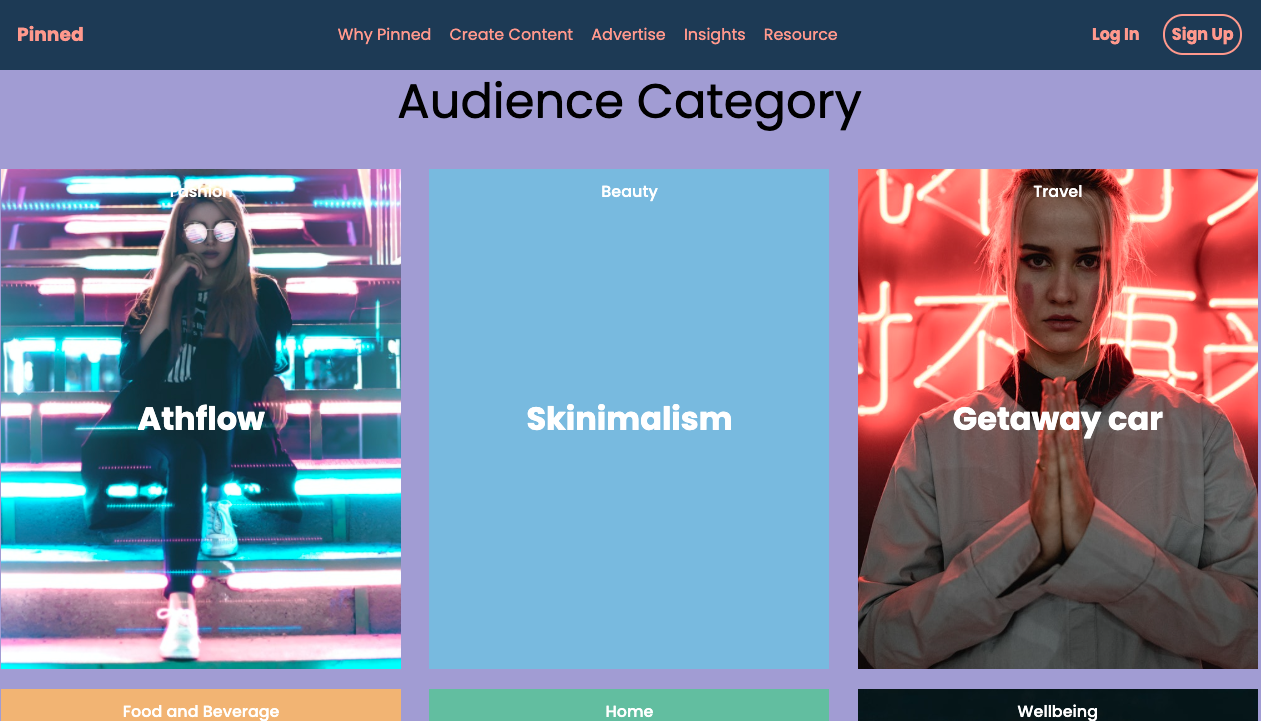 Pinned
Why Pinned Create Content Advertise Insights Resource
Log In Sign Up
Audience Category
Fashion
Beauty
Travel
Athflow
Skinimalism
Getaway car
Food and Beverage
Home
Wellbeing